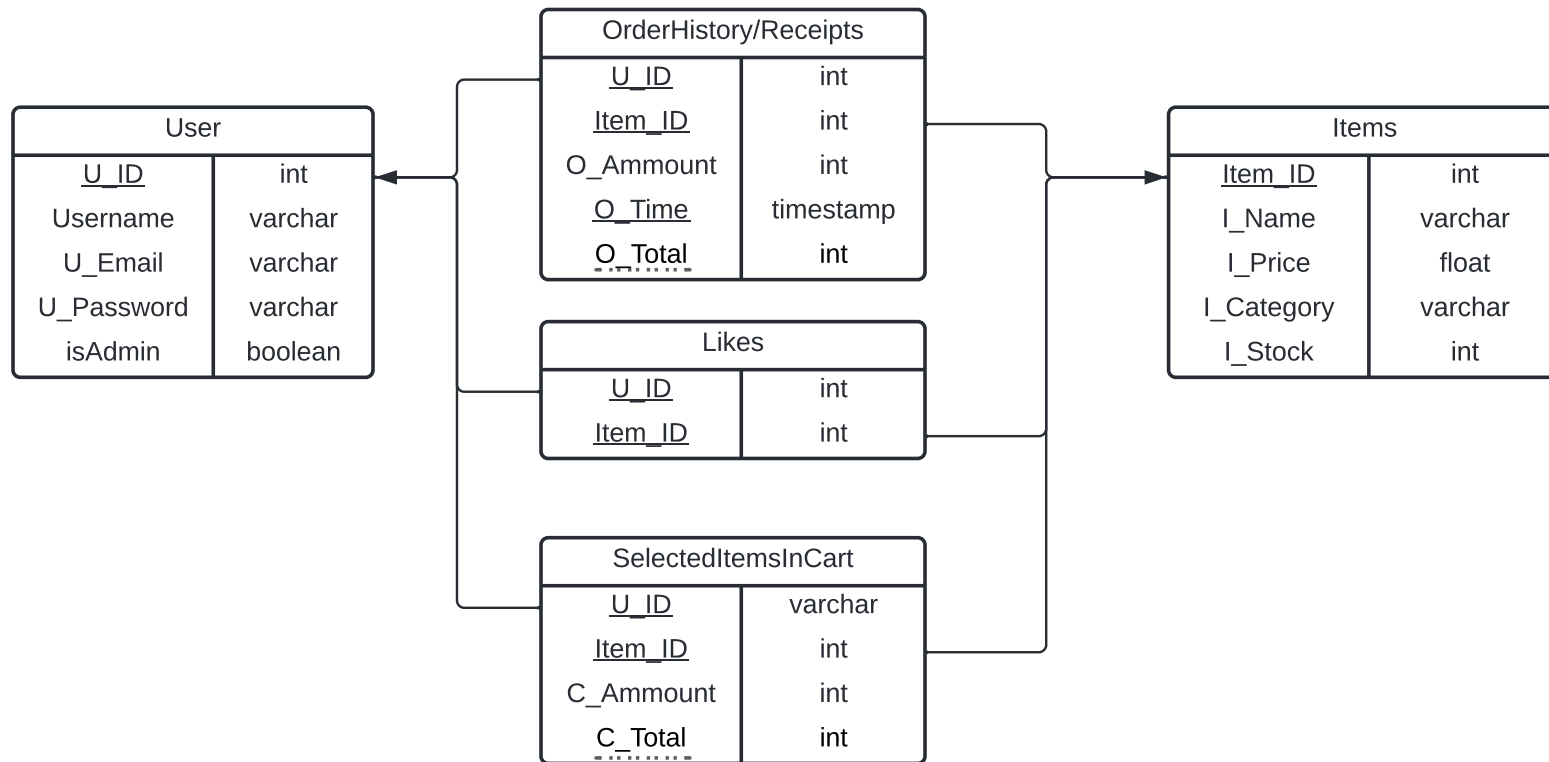 User
U_ID int
Username varchar
U_Email varchar
U_Password varchar
isAdmin boolean
OrderHistory/Receipts
U_ID int
Item_ID int
O_Ammount int
O_Time timestamp
O_Total int
Likes
U_ID int
Item_ID int
SelectedItemsInCart
U_ID varchar
Item_ID int
C_Ammount int
C_Total int
Items
Item_ID int
I_Name varchar
I_Price float
I_Category varchar
I_Stock int